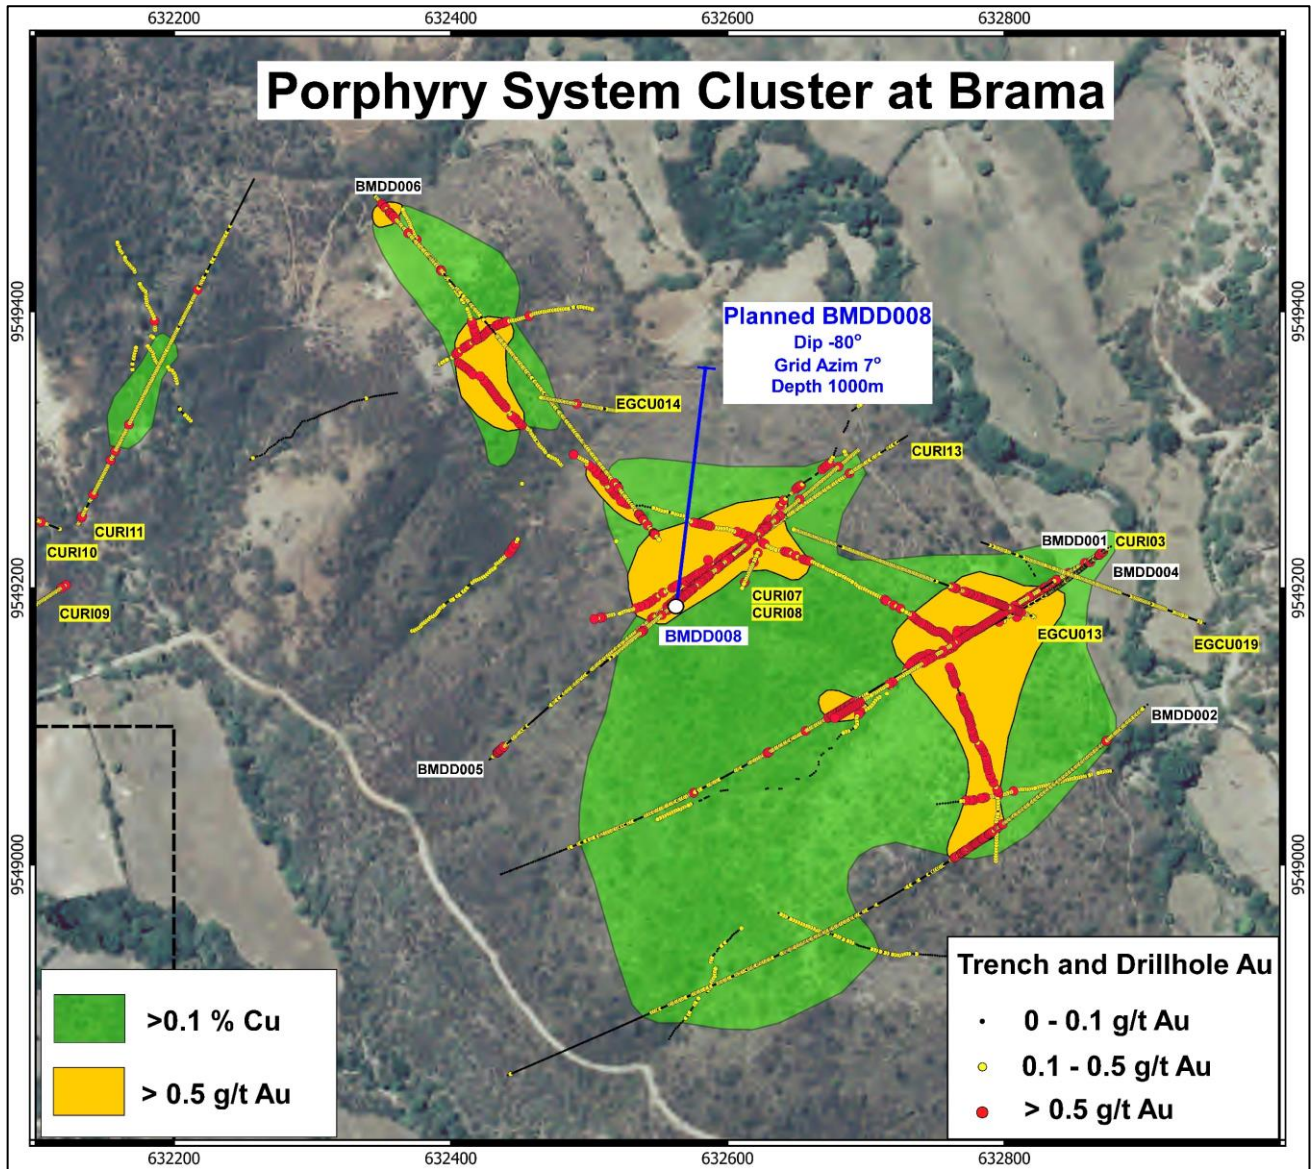 632200
632400
632600
632800
Porphyry System Cluster at Brama
BMDD006
9549400
9549400
Planned BMDD008
Dip -80°
Grid Azim 7°
Depth 1000m
EGCU014
CURI13
CURI11
CURI10
BMDD001
CURI03
BMDD004
CURI09
CURI07
CURI08
9549200
9549200
BMDD008
EGCU013
EGCU019
BMDD002
BMDD005
9549000
9549000
>0.1 % Cu
> 0.5 g/t Au
Trench and Drillhole Au
0 - 0.1 g/t Au
0.1 - 0.5 g/t Au
> 0.5 g/t Au
632200
632400
632600
632800